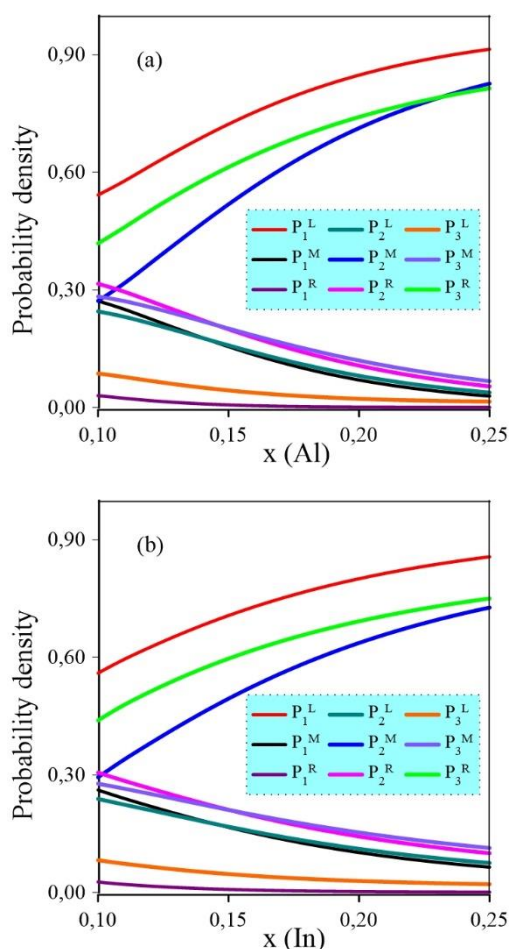 0,90
(a)
Probability density
0,60
P₁ᴸ P₂ᴸ P₃ᴸ
P₁ᴹ P₂ᴹ P₃ᴹ
P₁ᴿ P₂ᴿ P₃ᴿ
0,30
0,00
0,10 0,15 0,20 0,25
x (Al)
0,90
(b)
Probability density
0,60
P₁ᴸ P₂ᴸ P₃ᴸ
P₁ᴹ P₂ᴹ P₃ᴹ
P₁ᴿ P₂ᴿ P₃ᴿ
0,30
0,00
0,10 0,15 0,20 0,25
x (In)